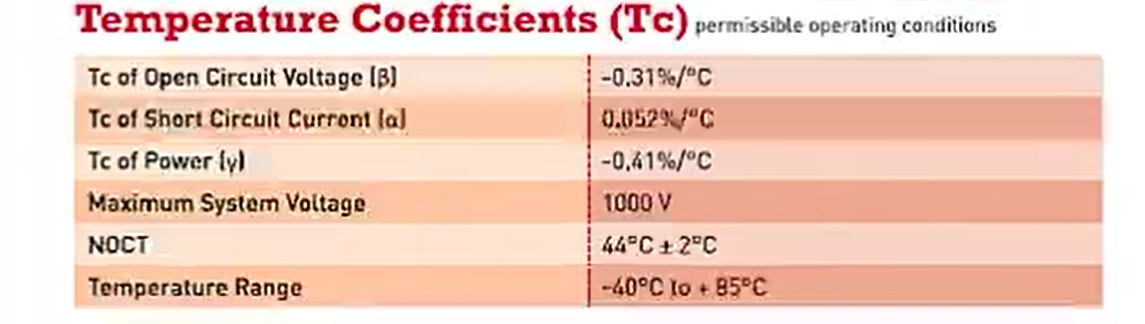 Temperature Coefficients (Tc) permissible operating conditions
Tc of Open Circuit Voltage (β) -0.31%/°C
Tc of Short Circuit Current (α) 0.052%/°C
Tc of Power (γ) -0.41%/°C
Maximum System Voltage 1000 V
NOCT 44°C ± 2°C
Temperature Range -40°C to + 85°C